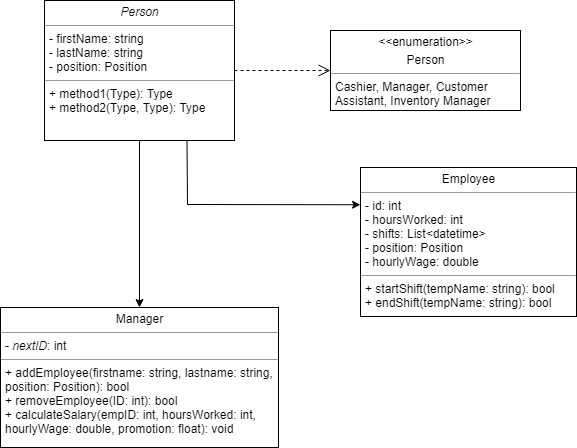 Person
- firstName: string
- lastName: string
- position: Position
+ method1(Type): Type
+ method2(Type, Type): Type
<<enumeration>>
Person
Cashier, Manager, Customer
Assistant, Inventory Manager
Employee
- id: int
- hoursWorked: int
- shifts: List<datetime>
- position: Position
- hourlyWage: double
+ startShift(tempName: string): bool
+ endShift(tempName: string): bool
Manager
- nextID: int
+ addEmployee(firstname: string, lastname: string,
position: Position): bool
+ removeEmployee(ID: int): bool
+ calculateSalary(empID: int, hoursWorked: int,
hourlyWage: double, promotion: float): void